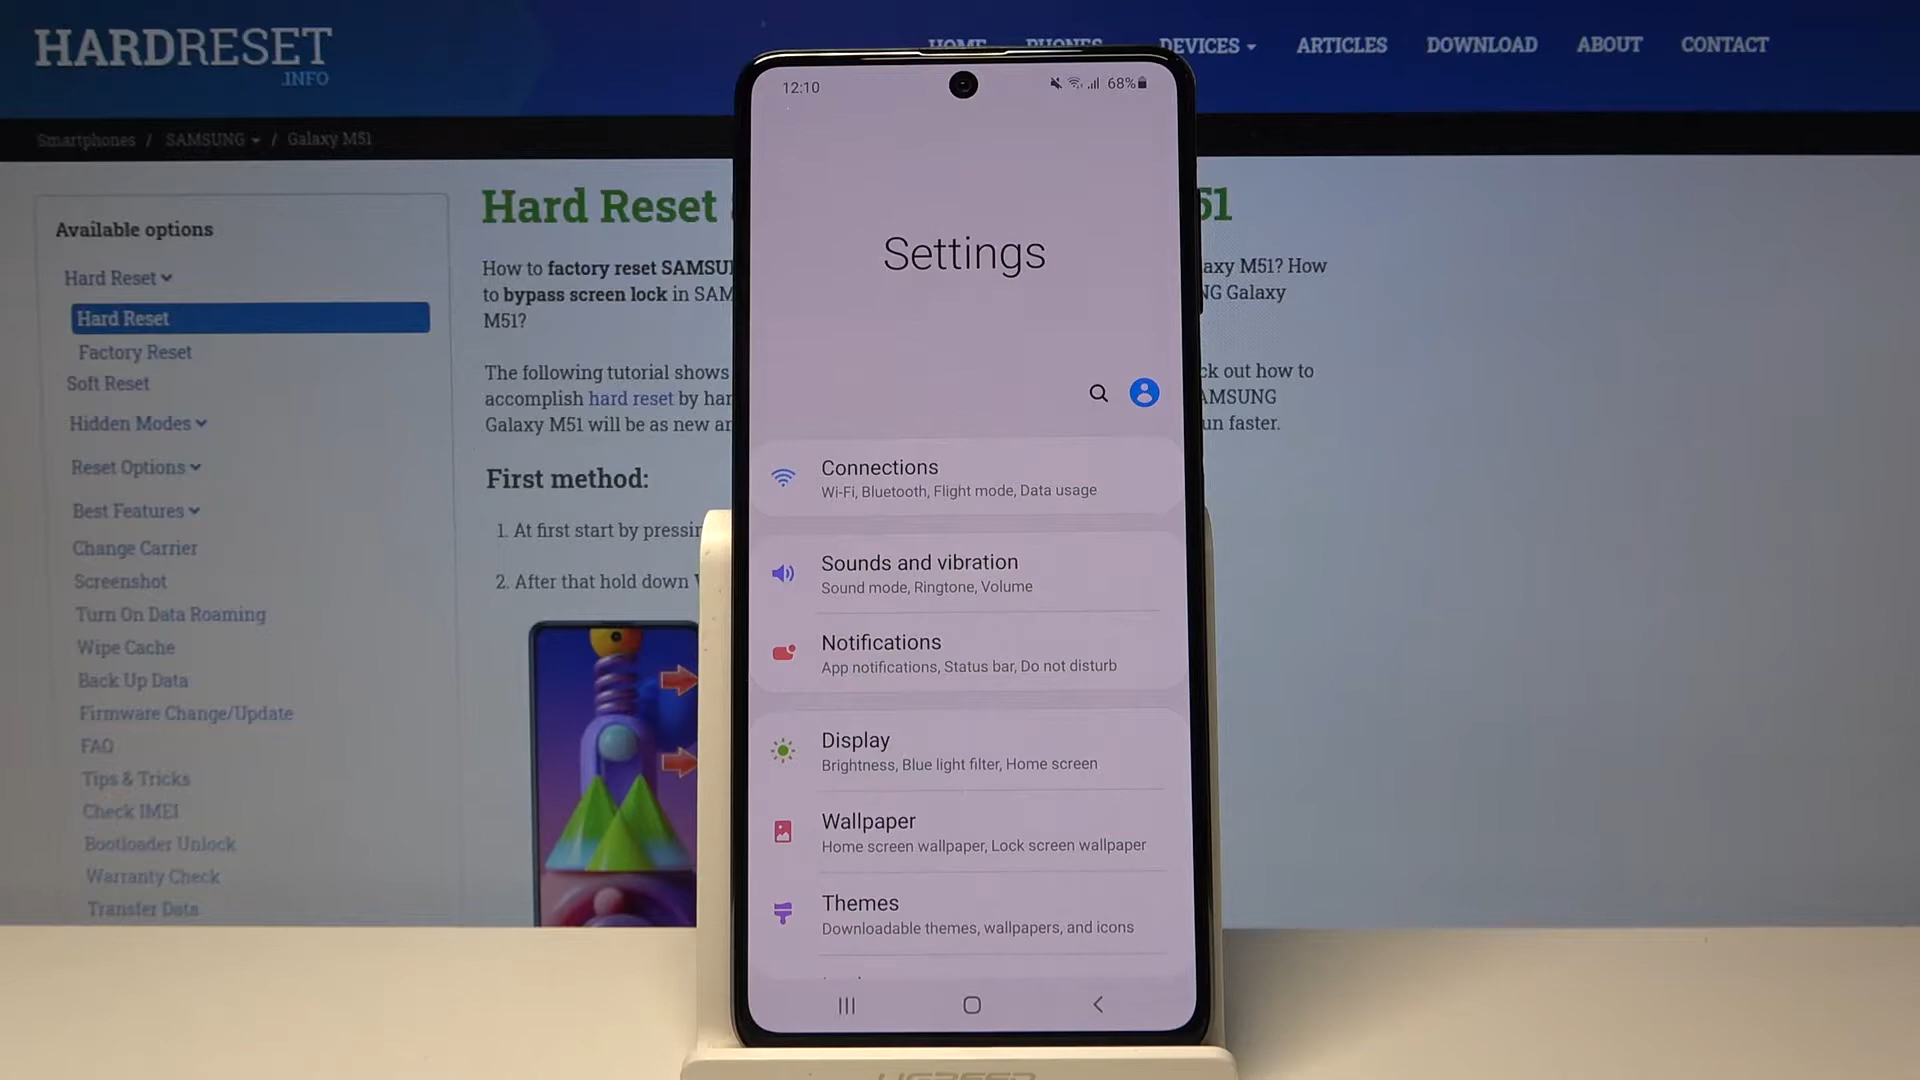 HARDRESET
.INFO
HOME PHONES DEVICES ARTICLES DOWNLOAD ABOUT CONTACT
Smartphones / SAMSUNG / Galaxy M51
Available options
Hard Reset
Hard Reset
Factory Reset
Soft Reset
Hidden Modes
Reset Options
Best Features
Change Carrier
Screenshot
Turn On Data Roaming
Wipe Cache
Back Up Data
Firmware Change/Update
FAQ
Tips & Tricks
Check IMEI
Bootloader Unlock
Warranty Check
Transfer Data
Hard Reset 51
How to factory reset SAMSU axy M51? How
to bypass screen lock in SAM NG Galaxy
M51?
The following tutorial shows ck out how to
accomplish hard reset by har AMSUNG
Galaxy M51 will be as new an un faster.
First method:
1. At first start by pressin
2. After that hold down
12:10 68%
Settings
Connections
Wi-Fi, Bluetooth, Flight mode, Data usage
Sounds and vibration
Sound mode, Ringtone, Volume
Notifications
App notifications, Status bar, Do not disturb
Display
Brightness, Blue light filter, Home screen
Wallpaper
Home screen wallpaper, Lock screen wallpaper
Themes
Downloadable themes, wallpapers, and icons
UGREEN